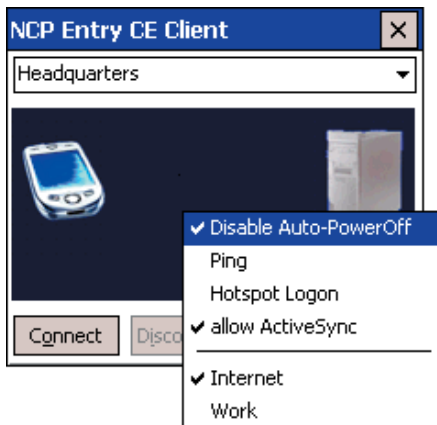 NCP Entry CE Client
Headquarters
Disable Auto-PowerOff
Ping
Hotspot Logon
allow ActiveSync
Connect
Internet
Work